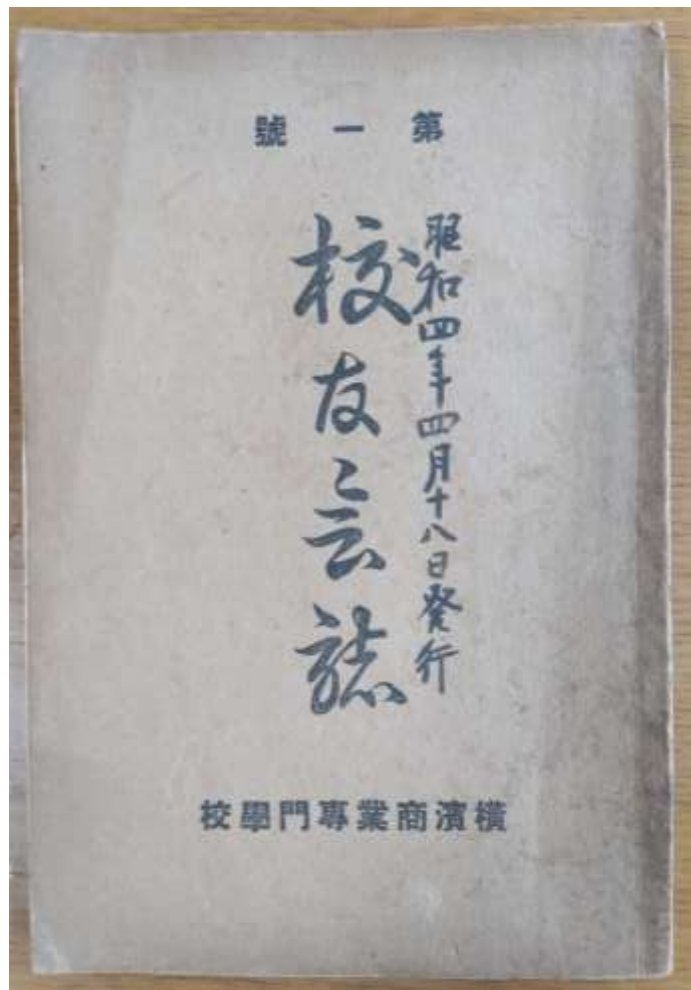 第一號
昭和四年四月十八日発行
校友会誌
橫濱商業專門學校